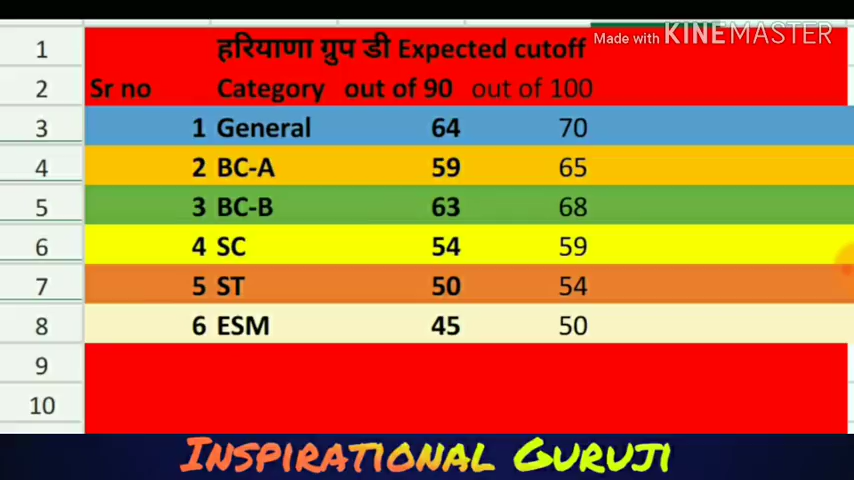 Made with KINEMASTER
1 हरियाणा ग्रुप डी Expected cutoff
2 Sr no Category out of 90 out of 100
3 1 General 64 70
4 2 BC-A 59 65
5 3 BC-B 63 68
6 4 SC 54 59
7 5 ST 50 54
8 6 ESM 45 50
9
10
INSPIRATIONAL GURUJI